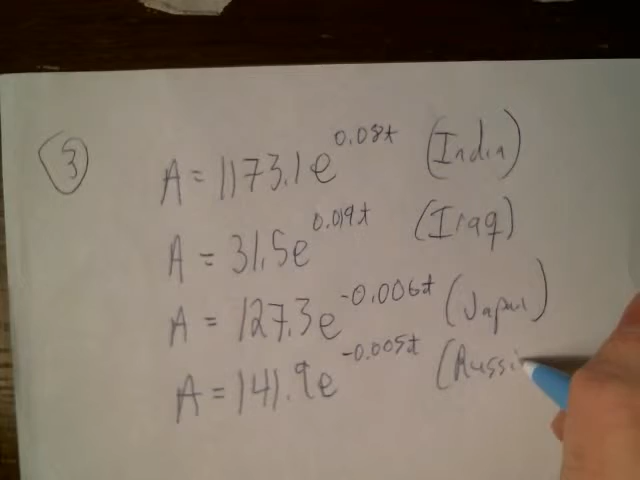 ③
A = 1173.1e^0.08t (India)
A = 31.5e^0.019t (Iraq)
A = 127.3e^-0.006t (Japan)
A = 141.9e^-0.005t (Russi